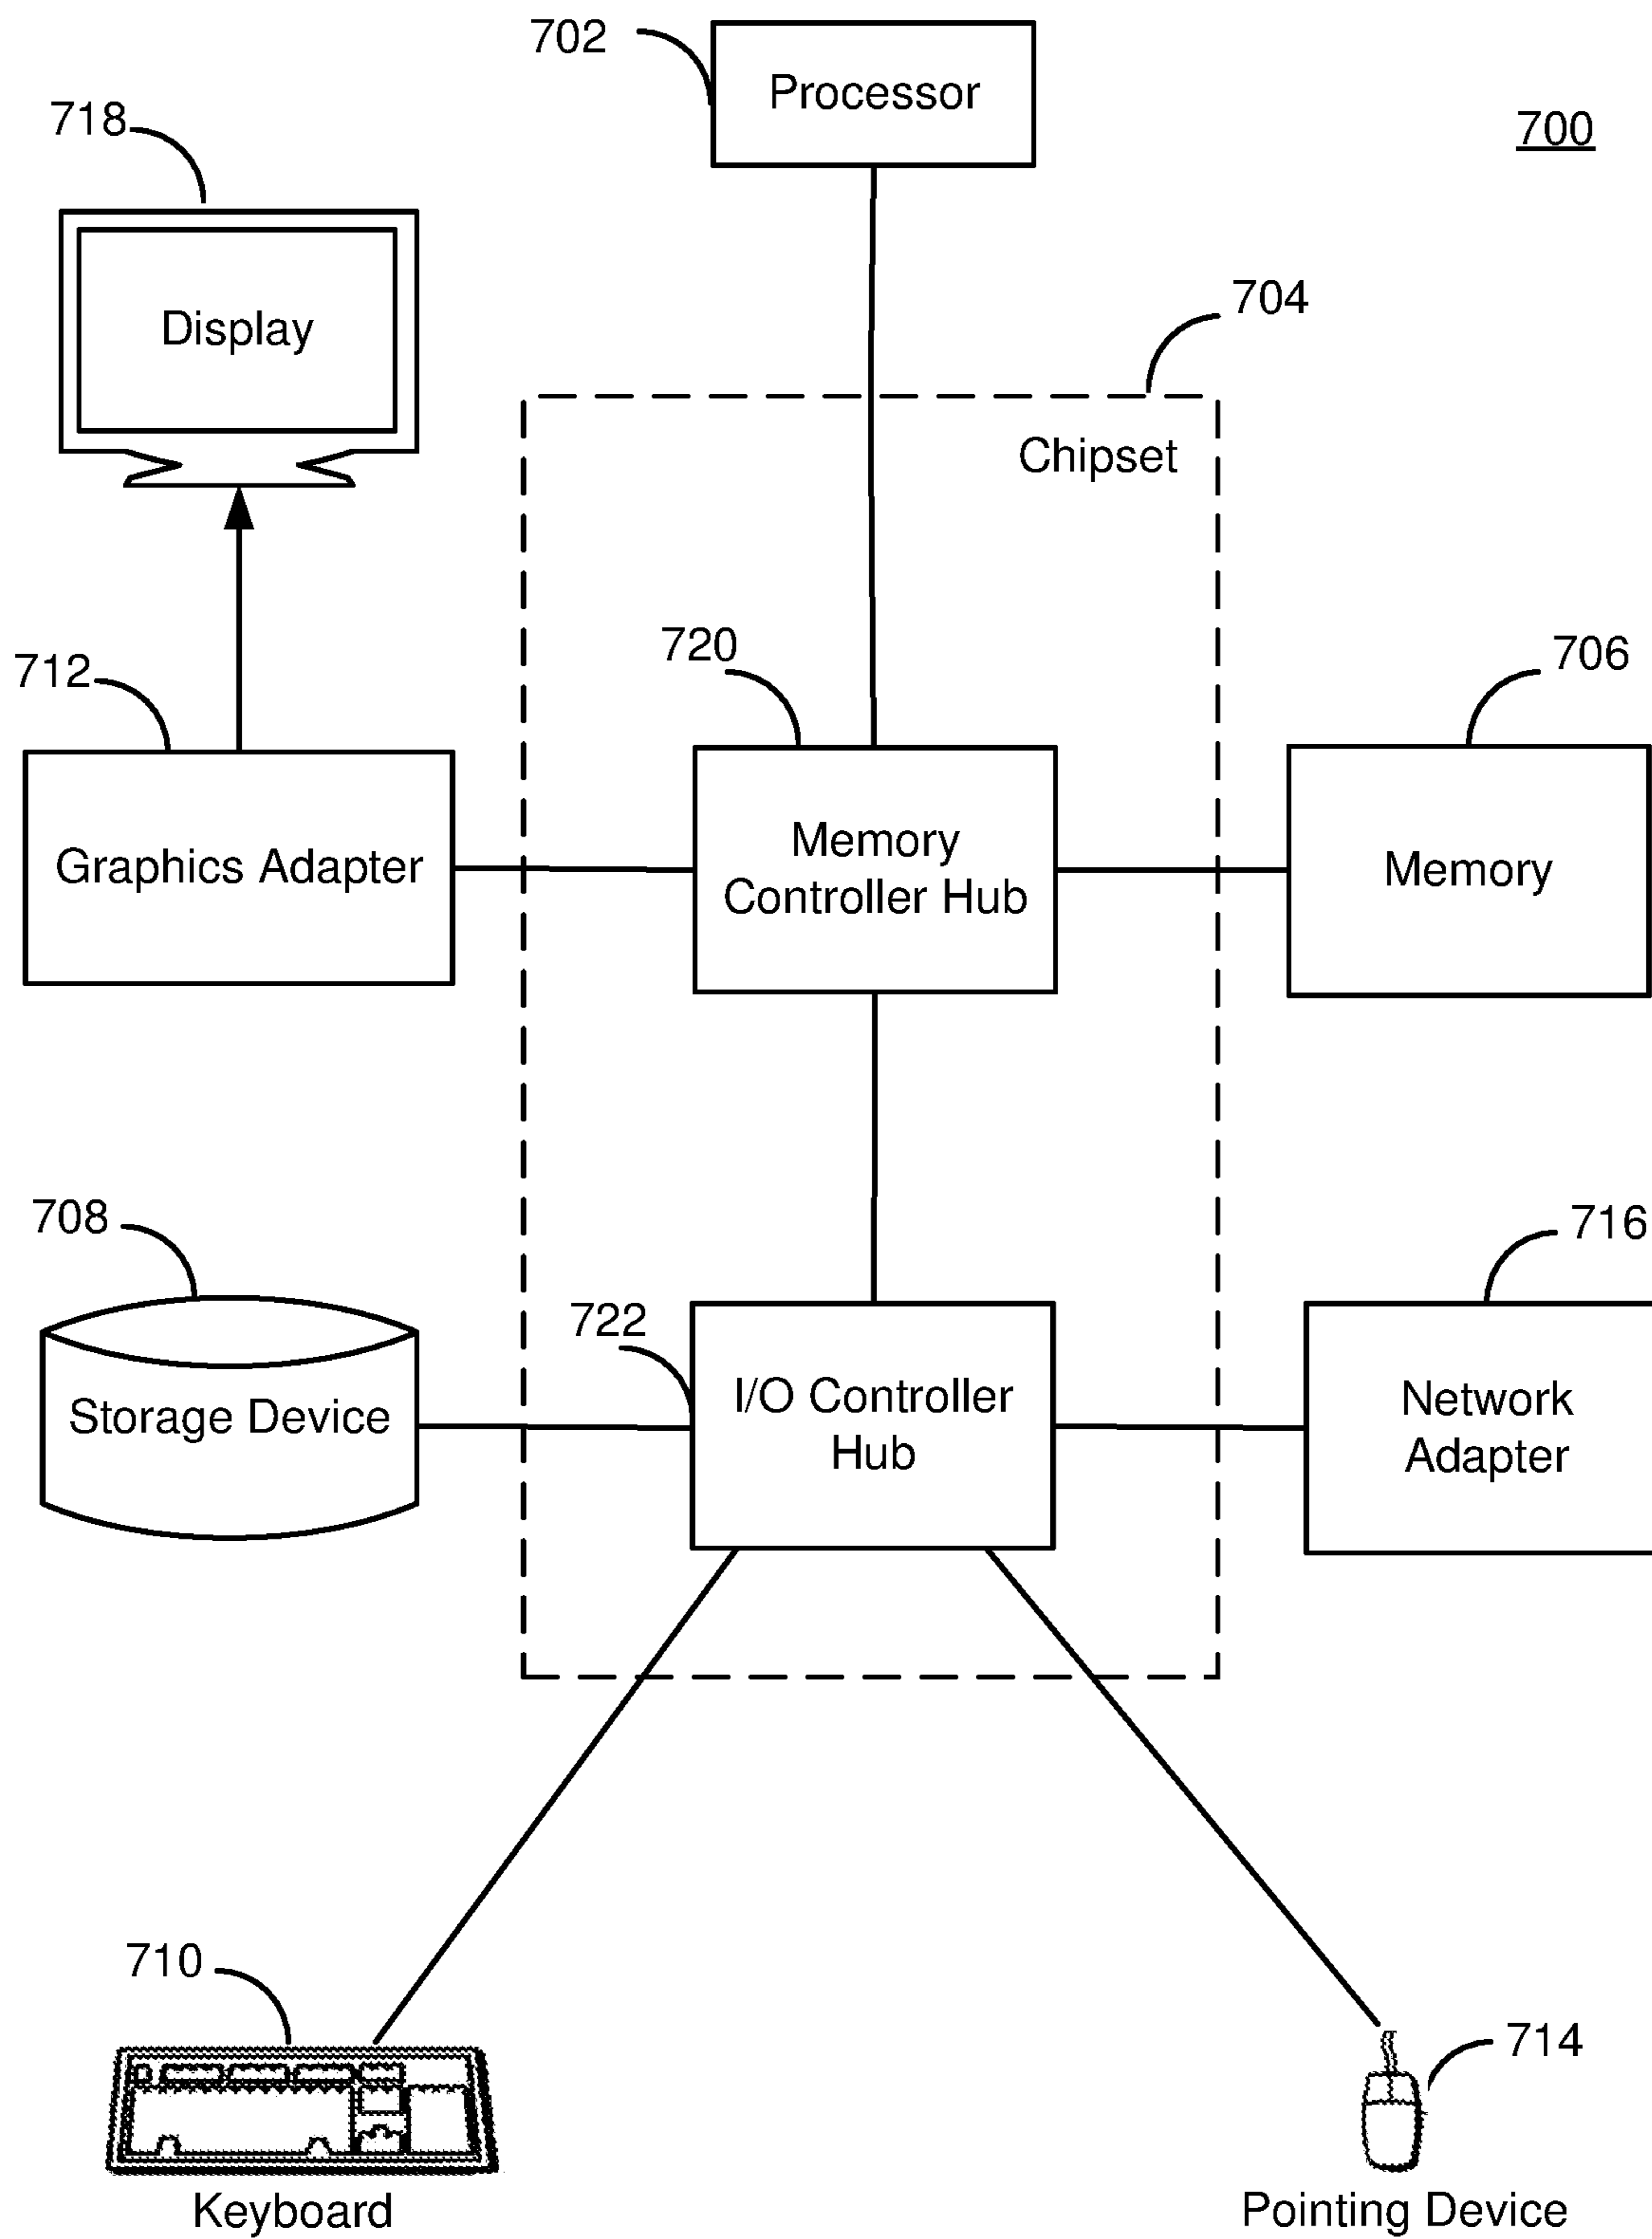 702
Processor
700
718
Display
704
Chipset
720
712
706
Graphics Adapter
Memory
Controller Hub
Memory
708
716
722
Storage Device
I/O Controller
Hub
Network
Adapter
710
714
Keyboard
Pointing Device